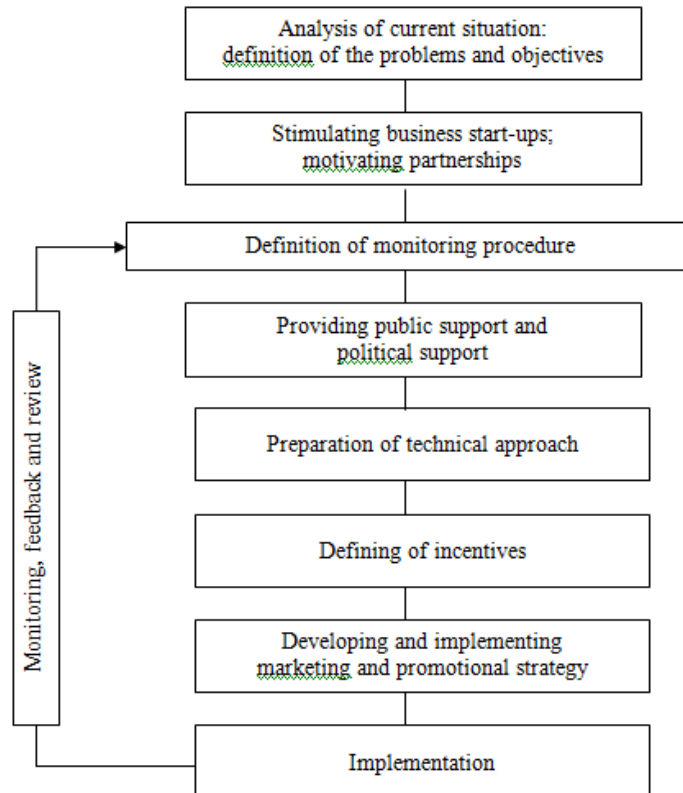 Analysis of current situation:
definition of the problems and objectives
Stimulating business start-ups;
motivating partnerships
Definition of monitoring procedure
Providing public support and
political support
Monitoring, feedback and review
Preparation of technical approach
Defining of incentives
Developing and implementing
marketing and promotional strategy
Implementation